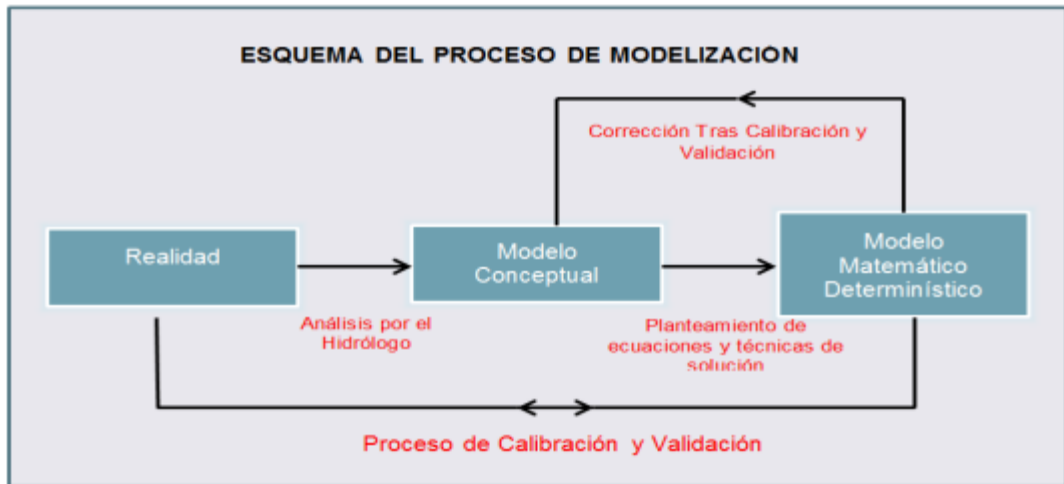 ESQUEMA DEL PROCESO DE MODELIZACION
Corrección Tras Calibración y
Validación
Realidad
Modelo
Conceptual
Modelo
Matemático
Determinístico
Análisis por el
Hidrólogo
Planteamiento de
ecuaciones y técnicas de
solución
Proceso de Calibración y Validación